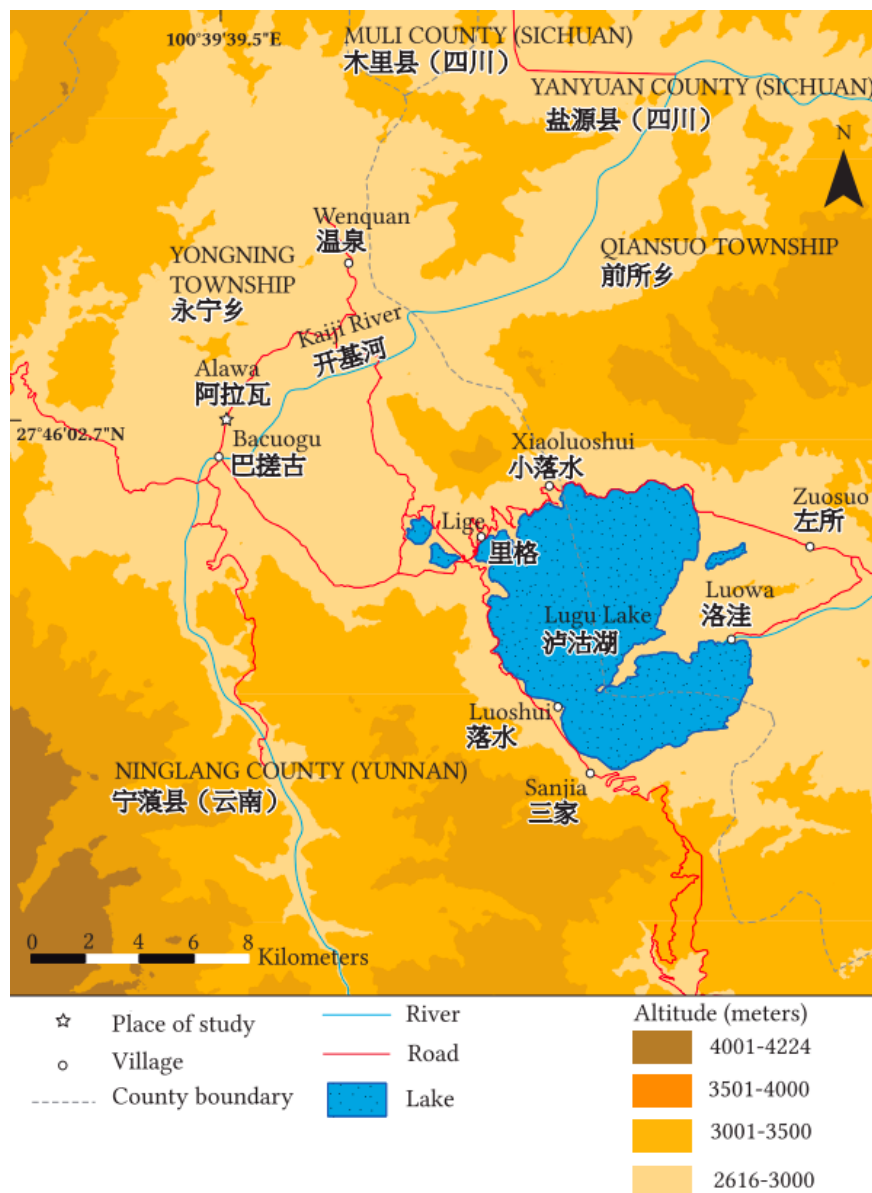 100°39'39.5"E
MULI COUNTY (SICHUAN)
木里县（四川）
YANYUAN COUNTY (SICHUAN)
盐源县（四川）
N
Wenquan
温泉
YONGNING
TOWNSHIP
永宁乡
QIANSUO TOWNSHIP
前所乡
Kaiji River
开基河
Alawa
阿拉瓦
27°46'02.7"N
Bacuogu
巴搓古
Xiaoluoshui
小落水
Zuosuo
左所
Lige
里格
Luowa
洛洼
Lugu Lake
泸沽湖
Luoshui
落水
NINGLANG COUNTY (YUNNAN)
宁蒗县（云南）
Sanjia
三家
0 2 4 6 8
Kilometers
Place of study
Village
County boundary
River
Road
Lake
Altitude (meters)
4001-4224
3501-4000
3001-3500
2616-3000